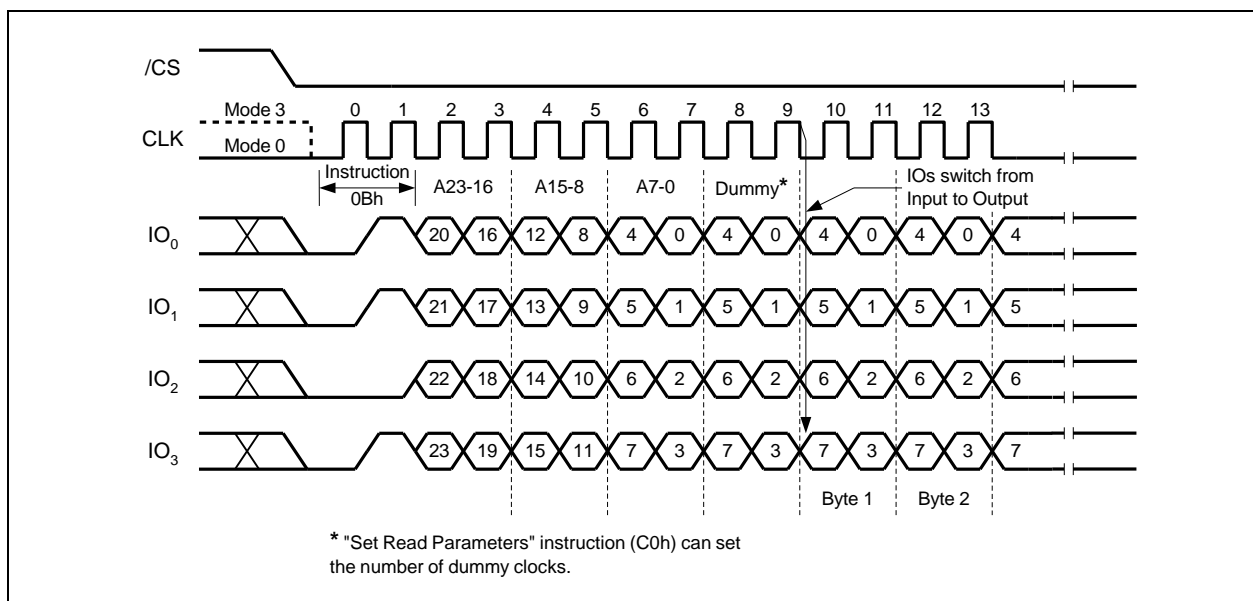 /CS
Mode 3 0 1 2 3 4 5 6 7 8 9 10 11 12 13
CLK Mode 0
Instruction
0Bh A23-16 A15-8 A7-0 Dummy* IOs switch from
Input to Output
IO0 20 16 12 8 4 0 4 0 4 0 4 0 4
IO1 21 17 13 9 5 1 5 1 5 1 5 1 5
IO2 22 18 14 10 6 2 6 2 6 2 6 2 6
IO3 23 19 15 11 7 3 7 3 7 3 7 3 7
Byte 1 Byte 2
* "Set Read Parameters" instruction (C0h) can set
the number of dummy clocks.